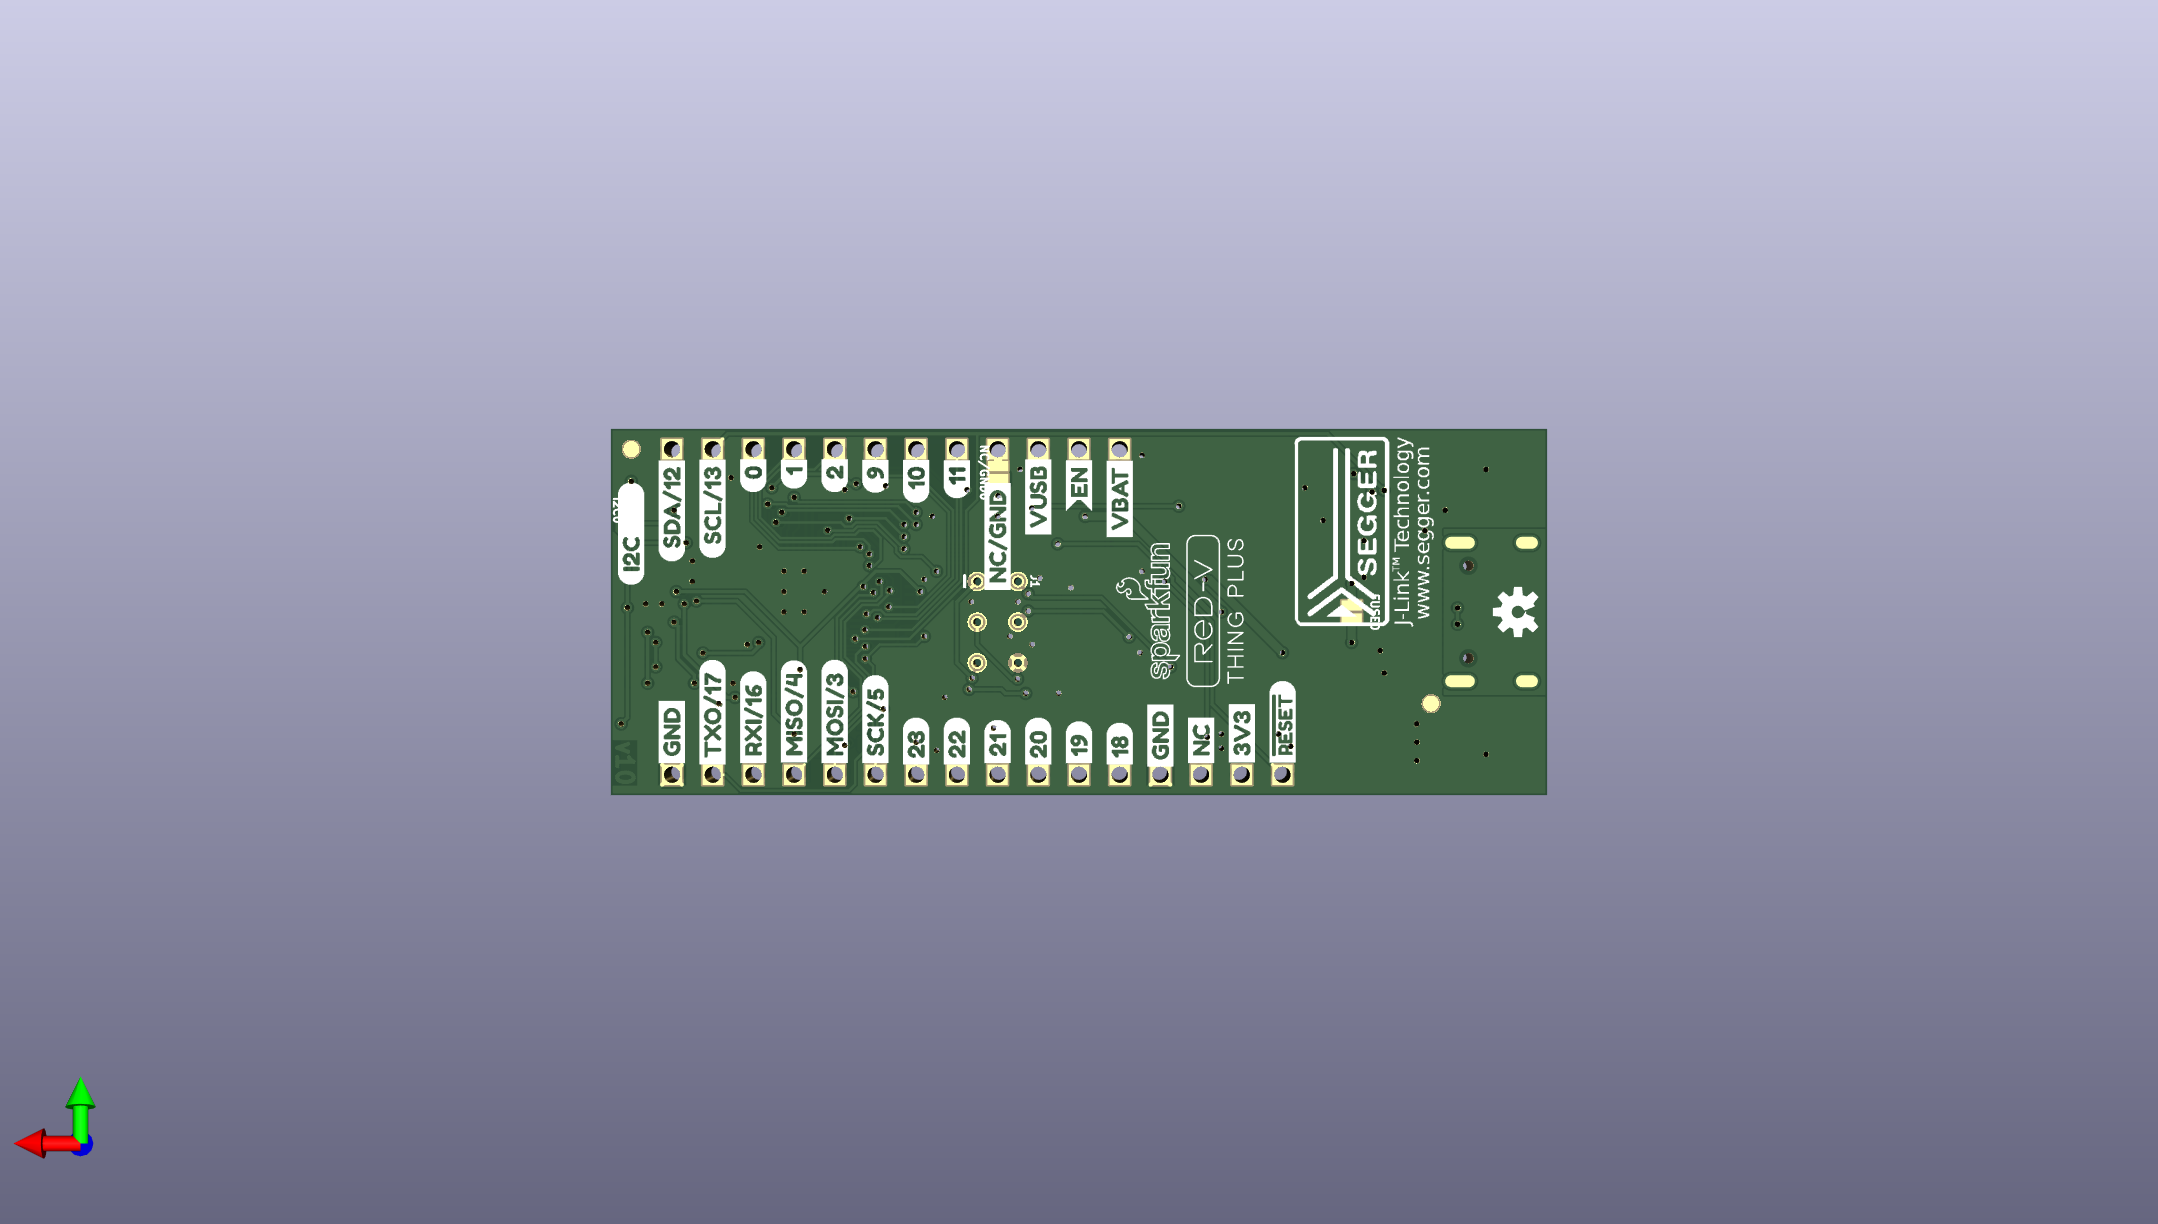 I2C
SDA/12
SCL/13
0
1
2
9
10
11
NC/GND
VUSB
EN
VBAT
sparkfun
RED-V
THING PLUS
SEGGER
J-Link™ Technology
www.segger.com
J1
GND
TXO/17
RXI/16
MISO/4
MOSI/3
SCK/5
23
22
21
20
19
18
GND
NC
3V3
RESET
v10